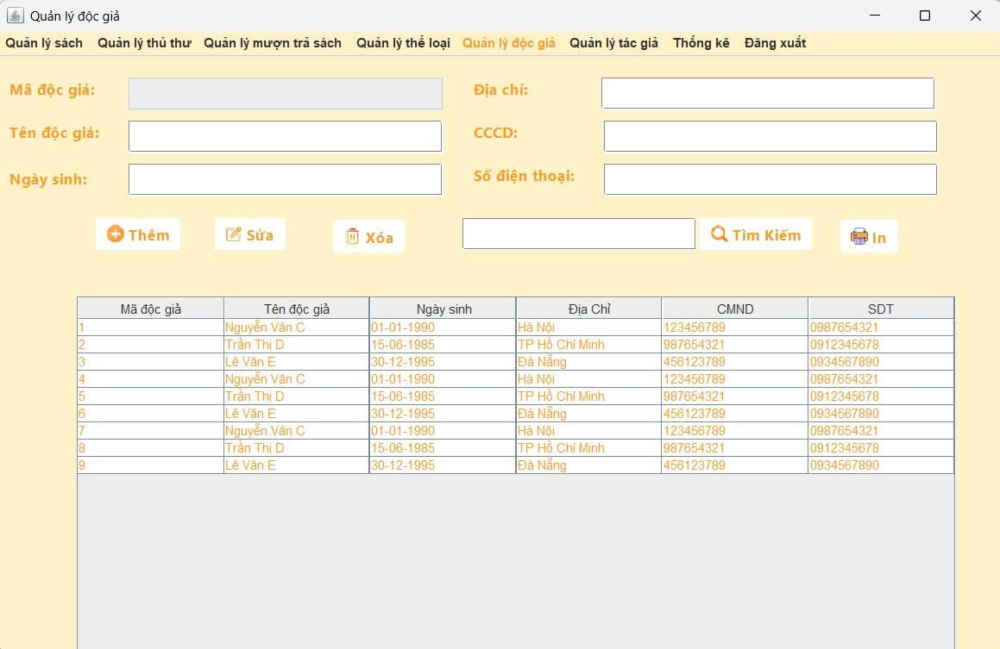 Quản lý độc giả
Quản lý sách Quản lý thủ thư Quản lý mượn trả sách Quản lý thể loại Quản lý độc giả Quản lý tác giả Thống kê Đăng xuất
Mã độc giả: Địa chỉ:
Tên độc giả: CCCD:
Ngày sinh: Số điện thoại:
Thêm Sửa Xóa Tìm Kiếm In
Mã độc giả Tên độc giả Ngày sinh Địa Chỉ CMND SDT
1 Nguyễn Văn C 01-01-1990 Hà Nội 123456789 0987654321
2 Trần Thị D 15-06-1985 TP Hồ Chí Minh 987654321 0912345678
3 Lê Văn E 30-12-1995 Đà Nẵng 456123789 0934567890
4 Nguyễn Văn C 01-01-1990 Hà Nội 123456789 0987654321
5 Trần Thị D 15-06-1985 TP Hồ Chí Minh 987654321 0912345678
6 Lê Văn E 30-12-1995 Đà Nẵng 456123789 0934567890
7 Nguyễn Văn C 01-01-1990 Hà Nội 123456789 0987654321
8 Trần Thị D 15-06-1985 TP Hồ Chí Minh 987654321 0912345678
9 Lê Văn E 30-12-1995 Đà Nẵng 456123789 0934567890